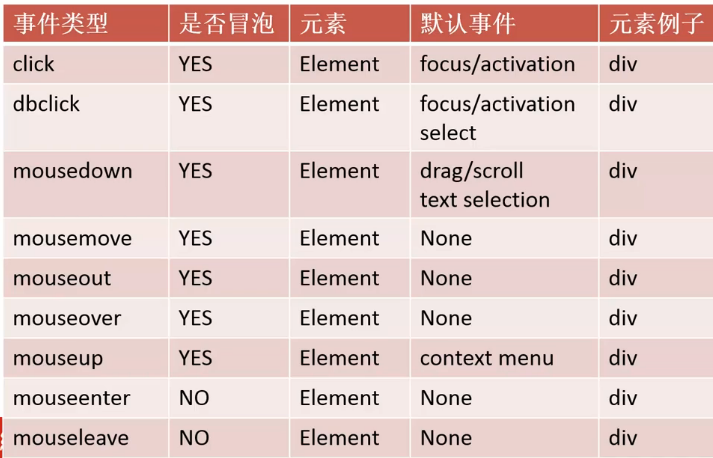 事件类型 是否冒泡 元素 默认事件 元素例子
click YES Element focus/activation div
dbclick YES Element focus/activation div
select
mousedown YES Element drag/scroll div
text selection
mousemove YES Element None div
mouseout YES Element None div
mouseover YES Element None div
mouseup YES Element context menu div
mouseenter NO Element None div
mouseleave NO Element None div